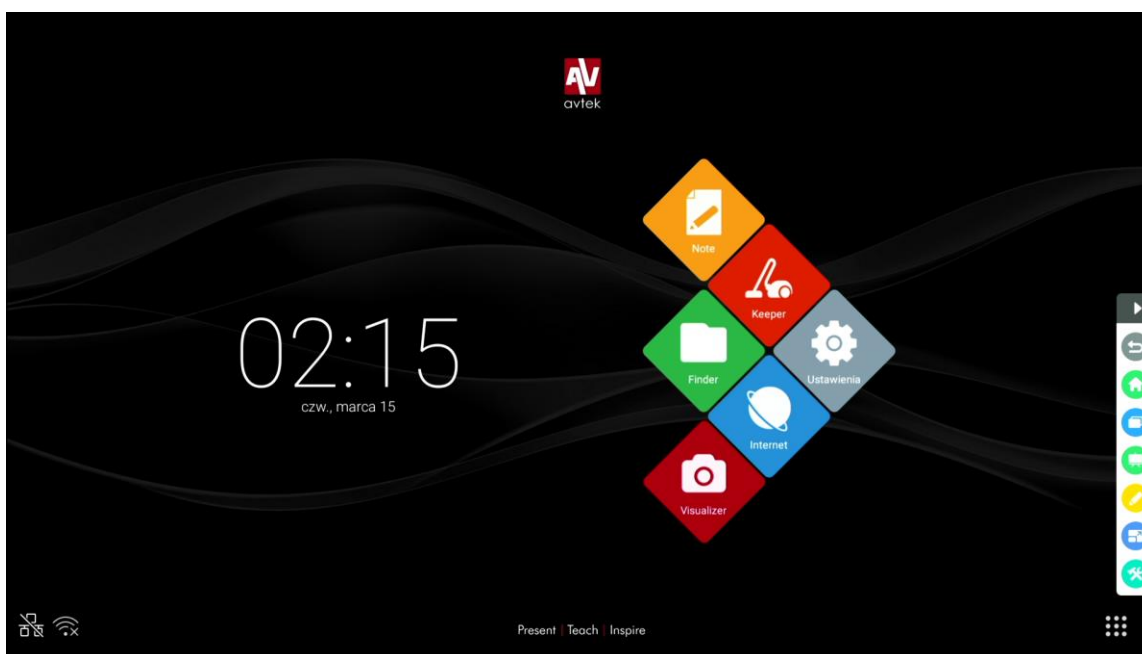 AV
avtek
Note
Keeper
Finder
Ustawienia
Internet
Visualizer
02:15
czw., marca 15
Present | Teach | Inspire